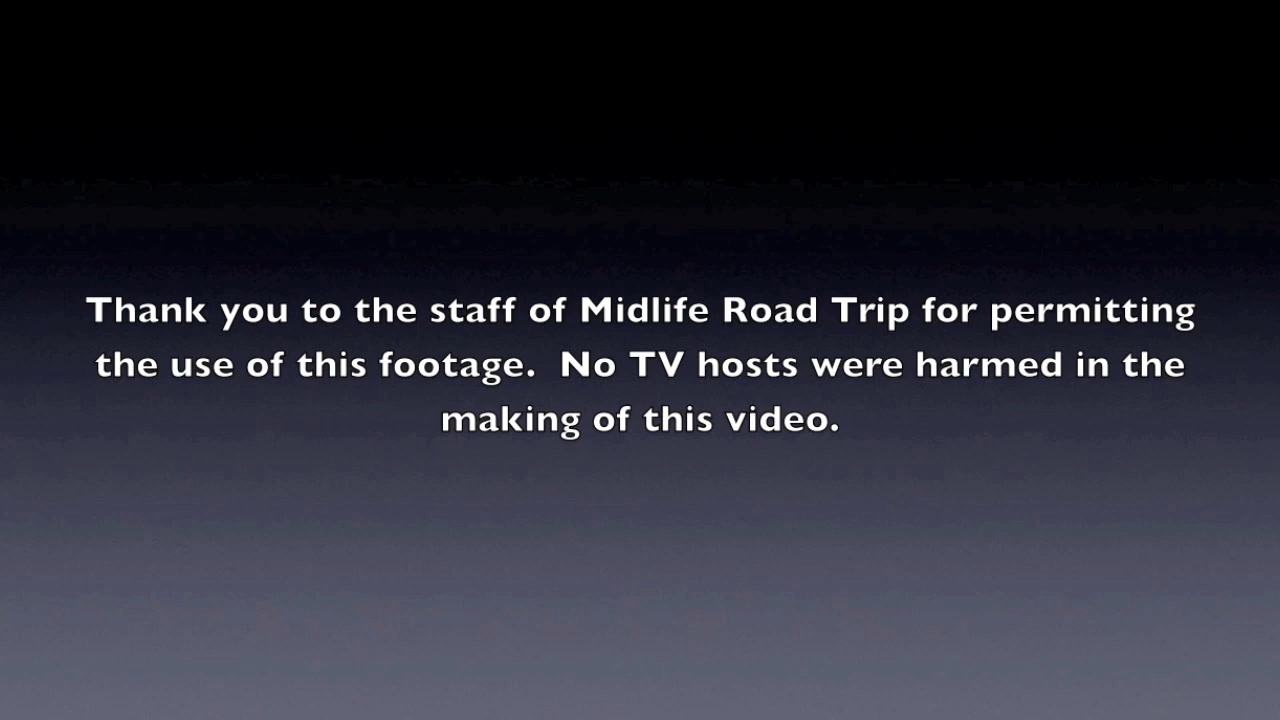 Thank you to the staff of Midlife Road Trip for permitting
the use of this footage.  No TV hosts were harmed in the
making of this video.